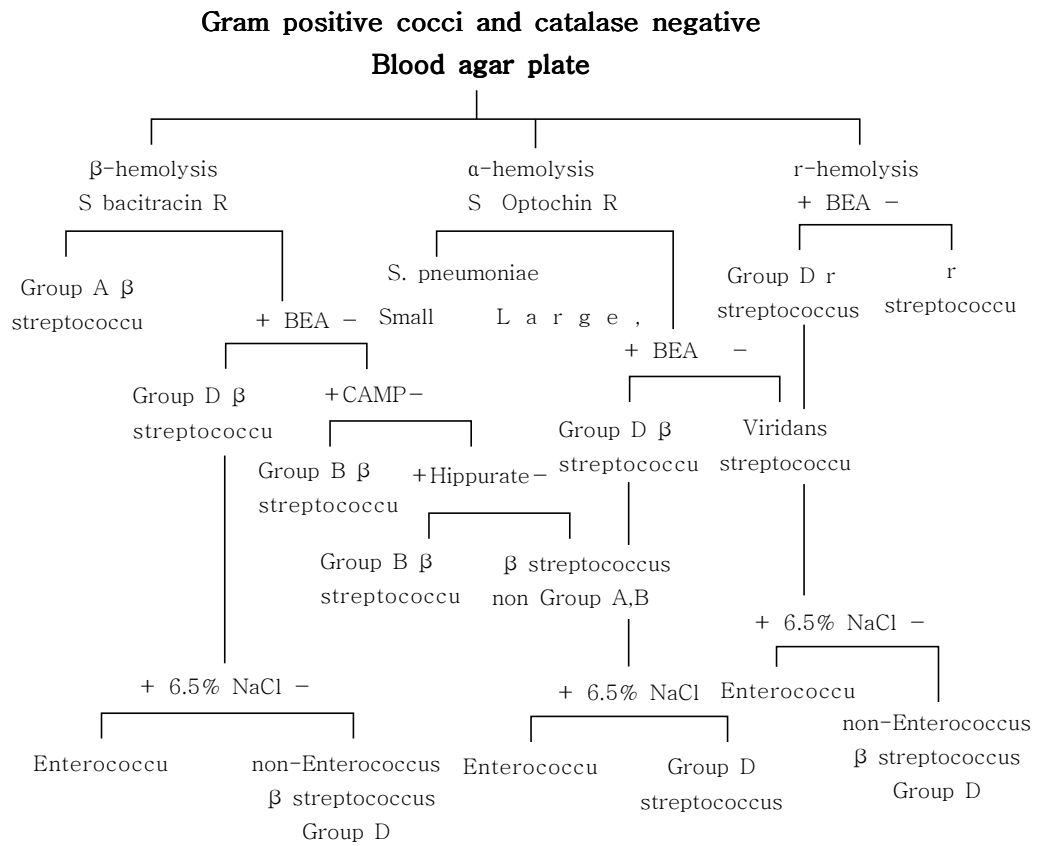 Gram positive cocci and catalase negative
Blood agar plate
β-hemolysis
S bacitracin R
α-hemolysis
S Optochin R
r-hemolysis
+ BEA -
Group A β
streptococcu
S. pneumoniae
Group D r
streptococcus
r
streptococcu
+ BEA -
Small
Large,
+ BEA -
Group D β
streptococcu
+CAMP-
Group D β
streptococcu
Viridans
streptococcu
Group B β
streptococcu
+Hippurate-
Group B β
streptococcu
β streptococcus
non Group A,B
+ 6.5% NaCl -
+ 6.5% NaCl -
+ 6.5% NaCl
Enterococcu
non-Enterococcus
β streptococcus
Group D
Enterococcu
non-Enterococcus
β streptococcus
Group D
Enterococcu
Group D
streptococcus